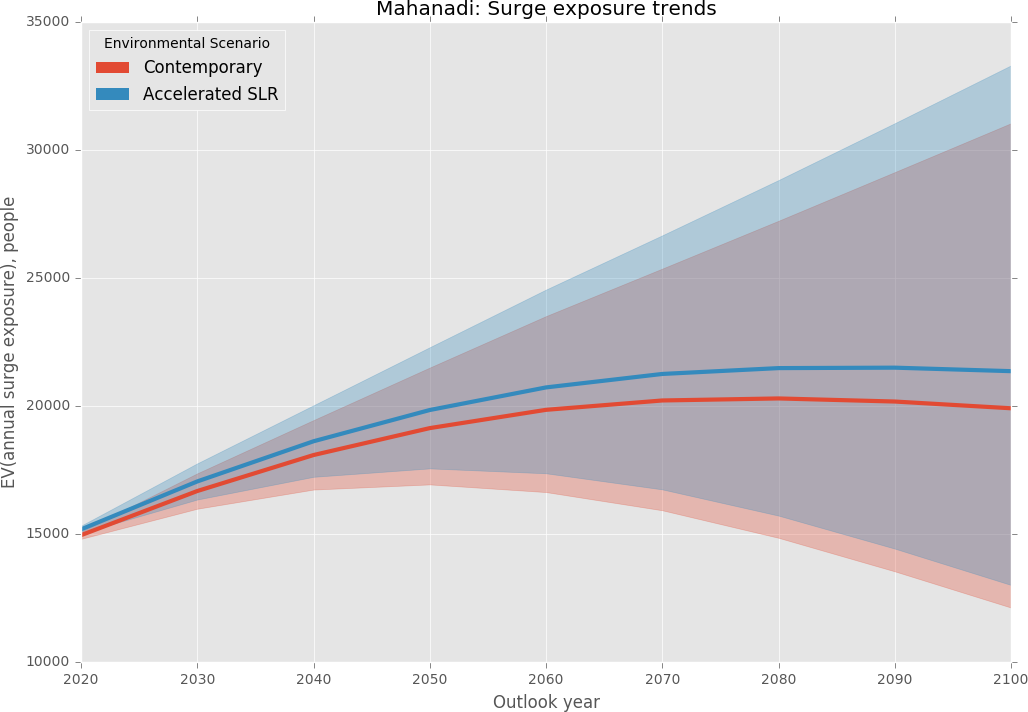 Mahanadi: Surge exposure trends
35000
Environmental Scenario
Contemporary
Accelerated SLR
30000
25000
20000
15000
10000
EV(annual surge exposure), people
2020 2030 2040 2050 2060 2070 2080 2090 2100
Outlook year